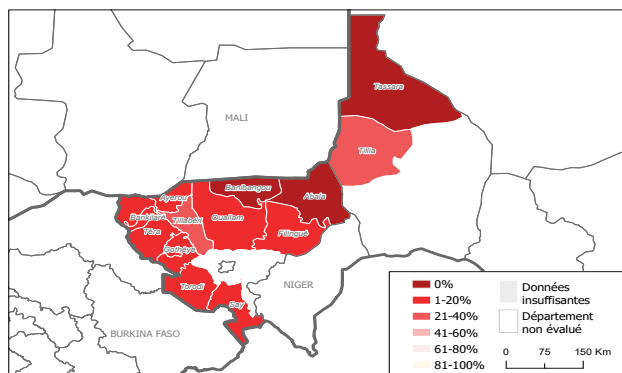 Tassara
MALI
Tillia
Banibangou
Abala
Ayerou
Bankilaré
Tillabéri
Ouallam
Téra
Filingué
Gothèye
Torodi
Say
NIGER
BURKINA FASO
0%
1-20%
21-40%
41-60%
61-80%
81-100%
Données
insuffisantes
Département
non évalué
0 75 150 Km